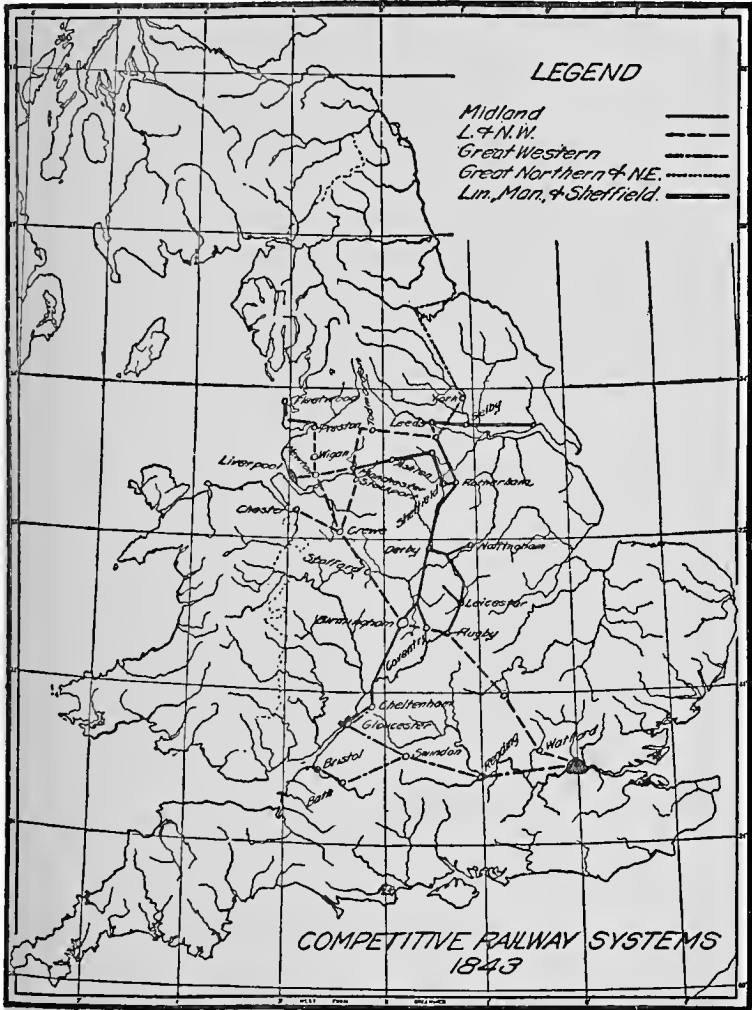 LEGEND
Midland
L. & N.W.
Great Western
Great Northern & N.E.
Lin., Man., & Sheffield.
Fleetwood
York
Selby
Preston
Leeds
Wigan
Liverpool
Manchester
Ashton
Stockport
Sheffield
Rotherham
Chester
Crewe
Derby
Nottingham
Stafford
Leicester
Birmingham
Coventry
Rugby
Cheltenham
Gloucester
Watford
Reading
Swindon
Bristol
Bath
COMPETITIVE RAILWAY SYSTEMS
1843